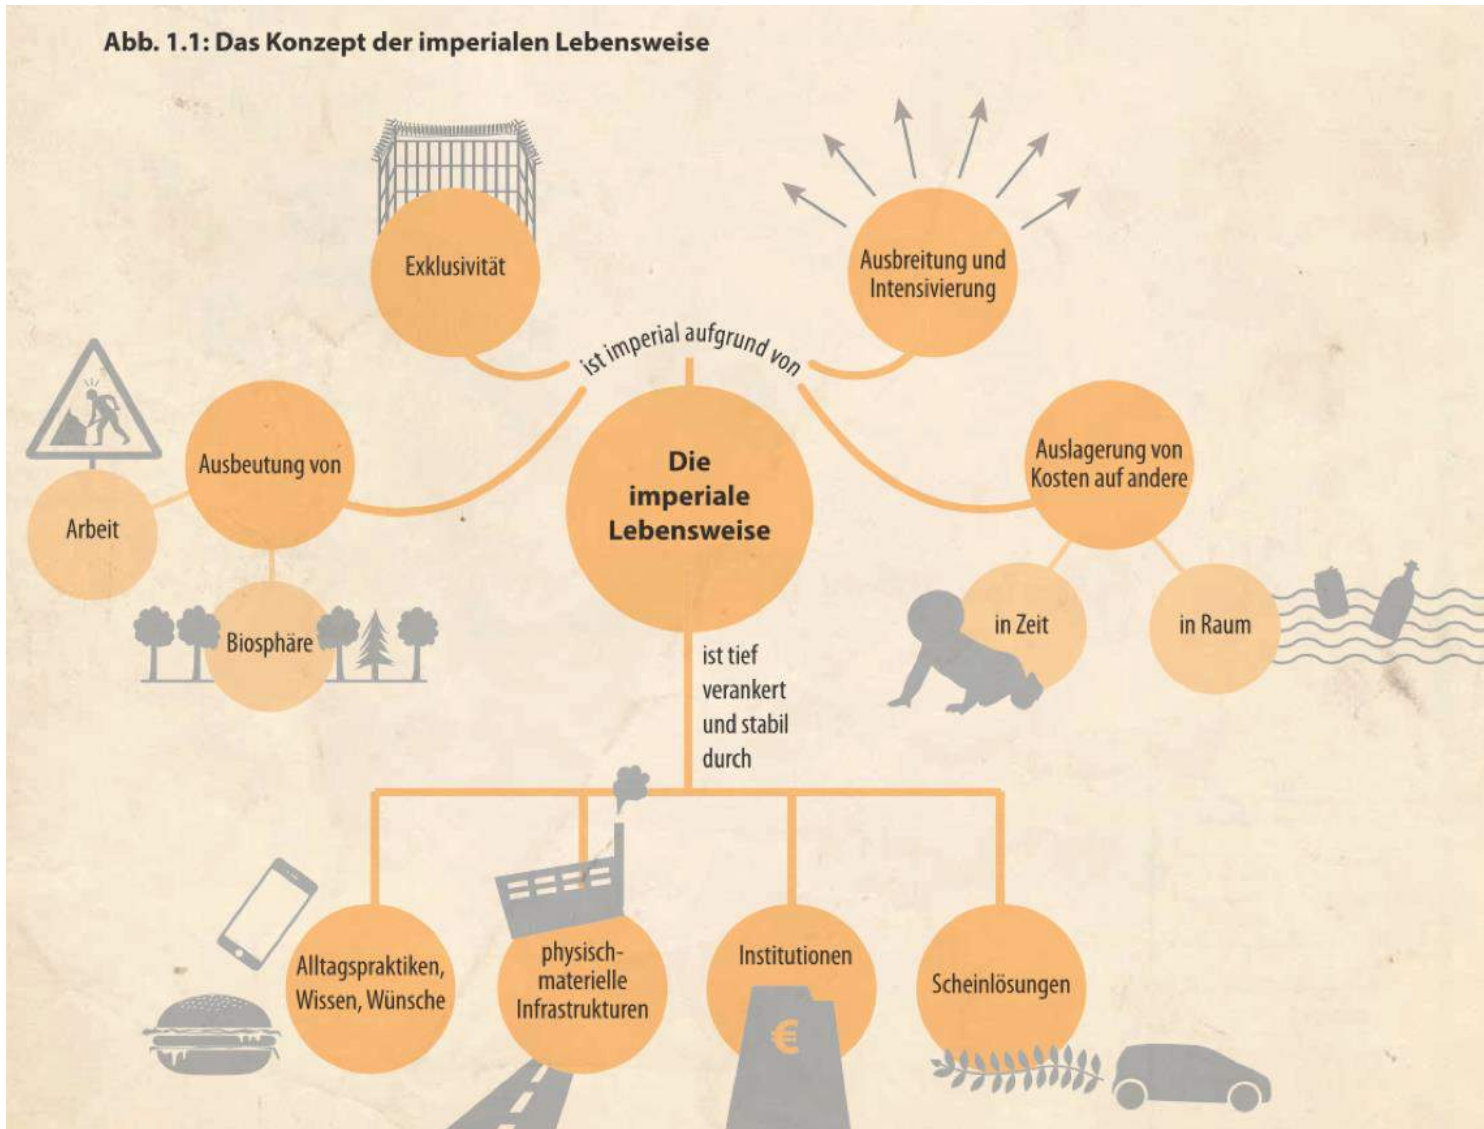 Abb. 1.1: Das Konzept der imperialen Lebensweise
Exklusivität
Ausbreitung und
Intensivierung
ist imperial aufgrund von
Ausbeutung von
Arbeit
Biosphäre
Die
imperiale
Lebensweise
Auslagerung von
Kosten auf andere
in Zeit
in Raum
ist tief
verankert
und stabil
durch
Alltagspraktiken,
Wissen, Wünsche
physisch-
materielle
Infrastrukturen
Institutionen
€
Scheinlösungen